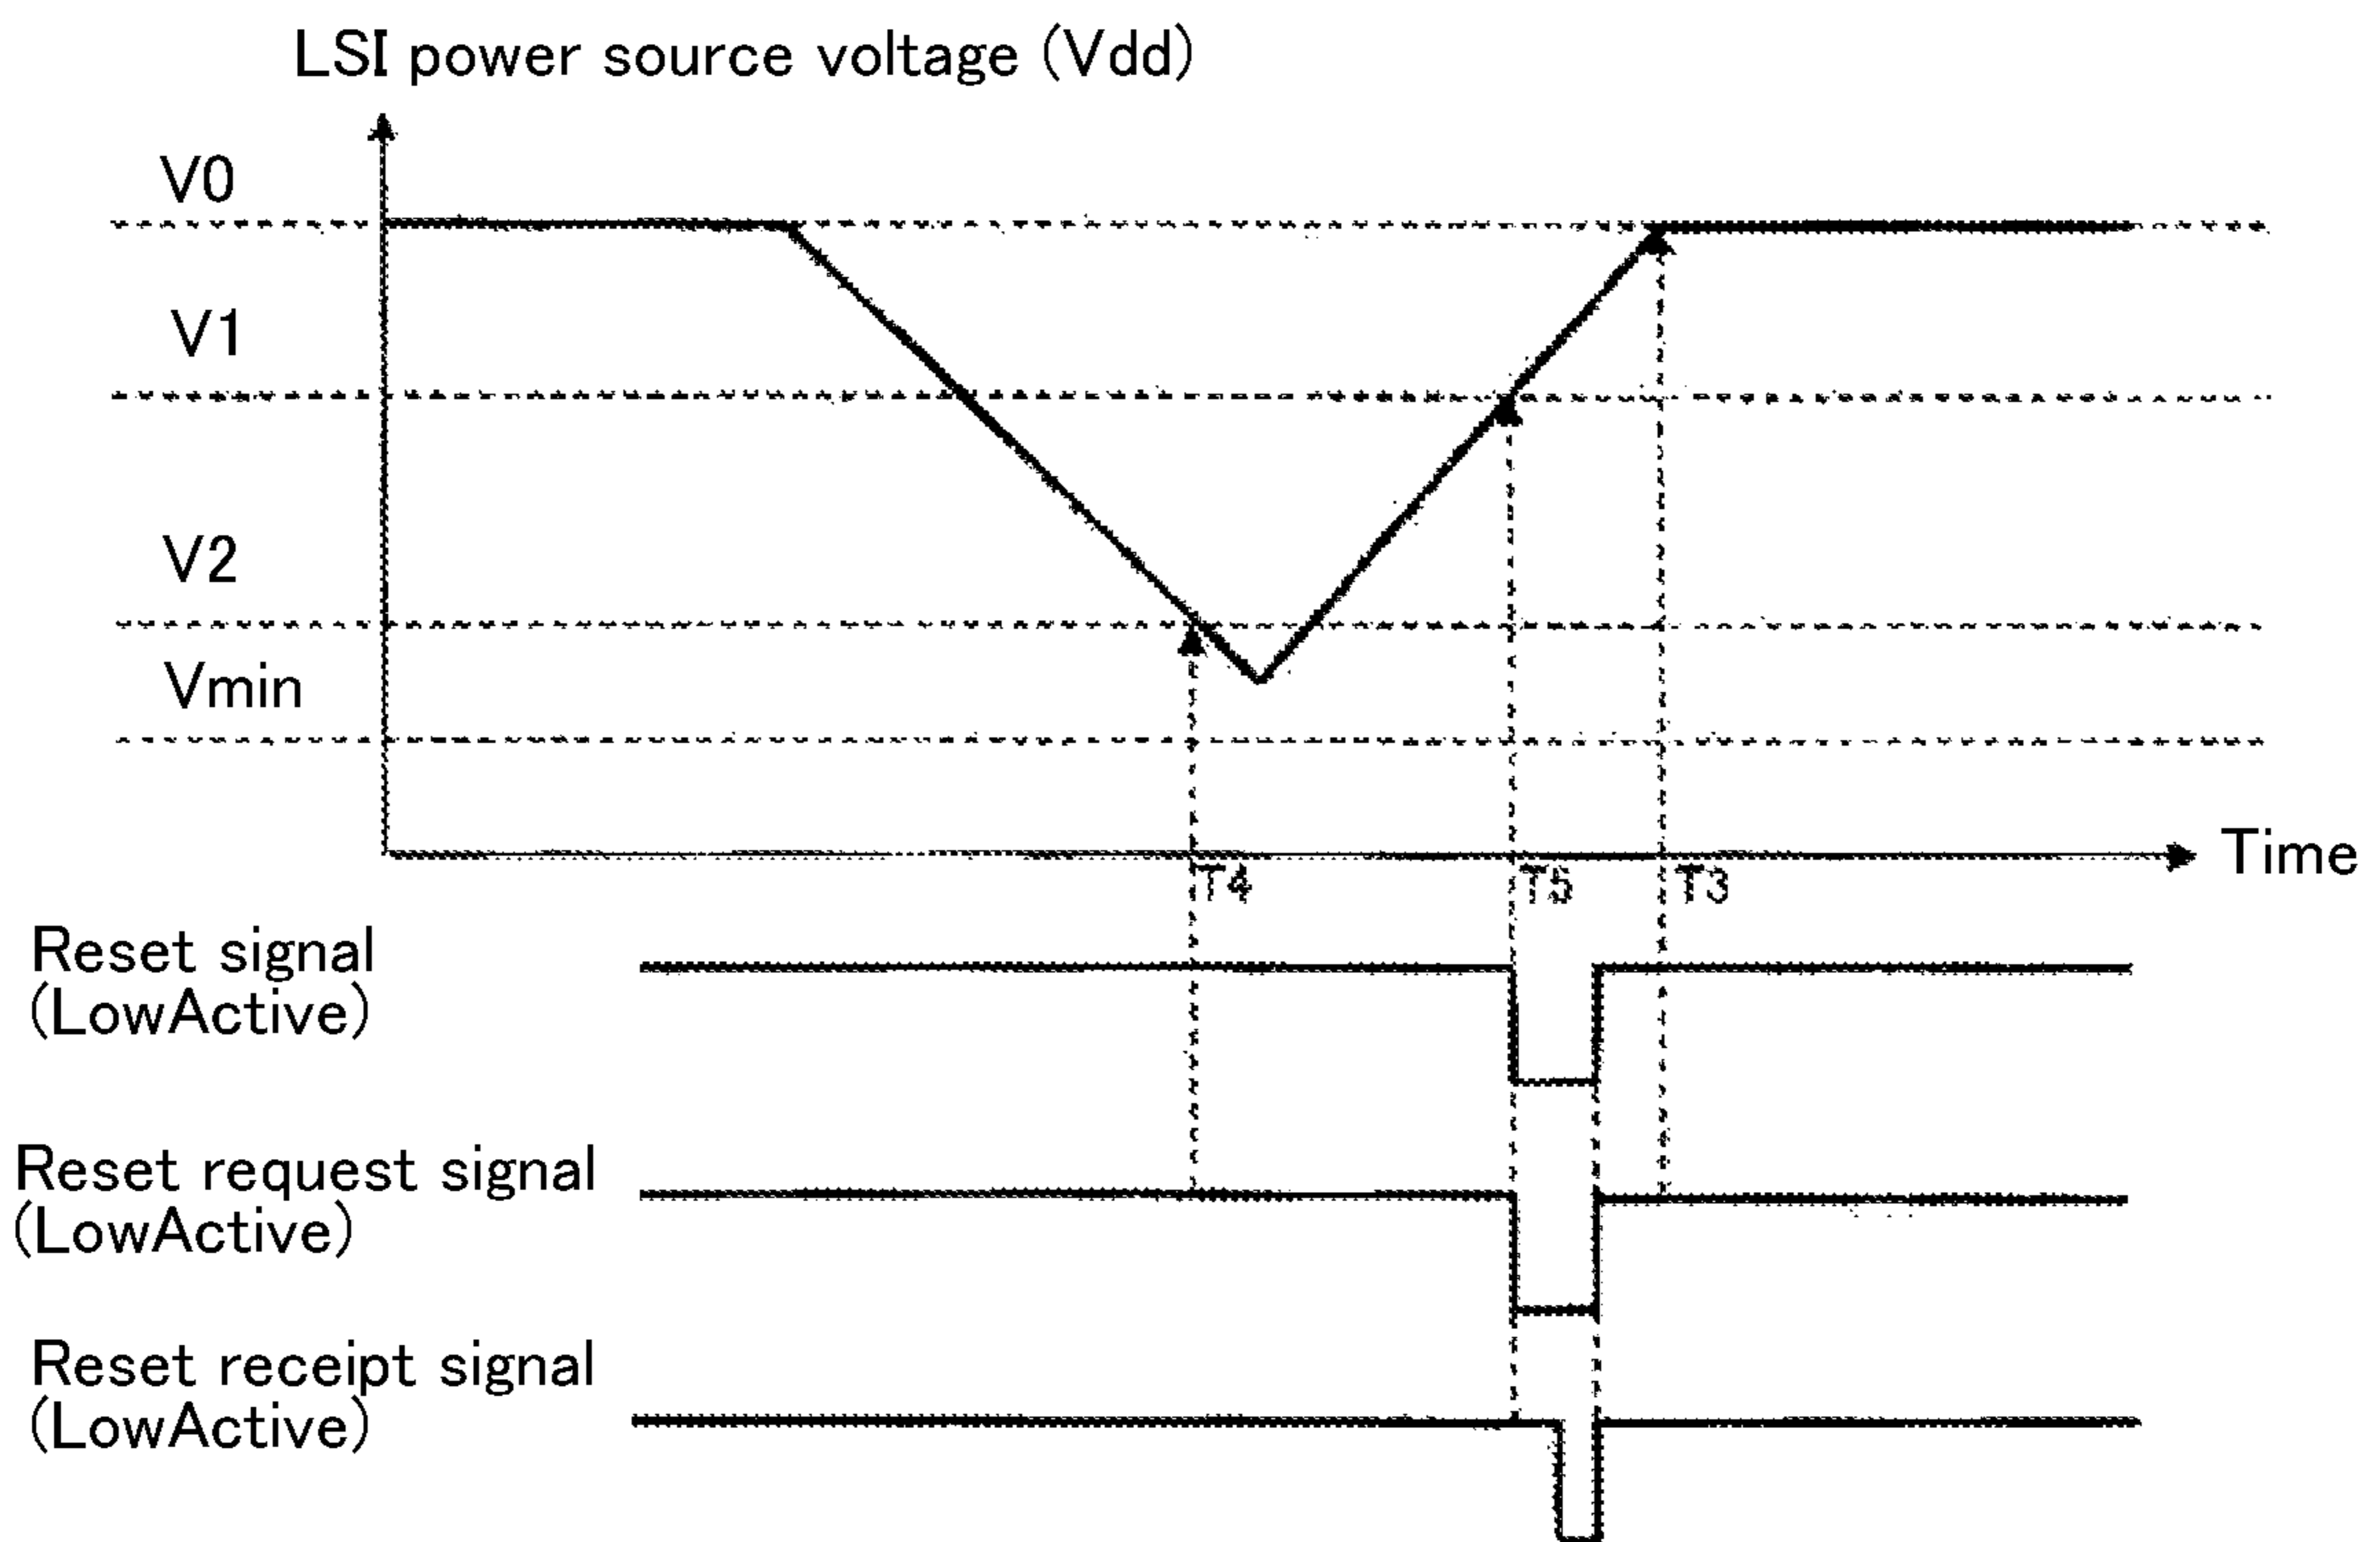 LSI power source voltage (Vdd)
V0
V1
V2
Vmin
Time
T4 T5 T3
Reset signal
(LowActive)
Reset request signal
(LowActive)
Reset receipt signal
(LowActive)